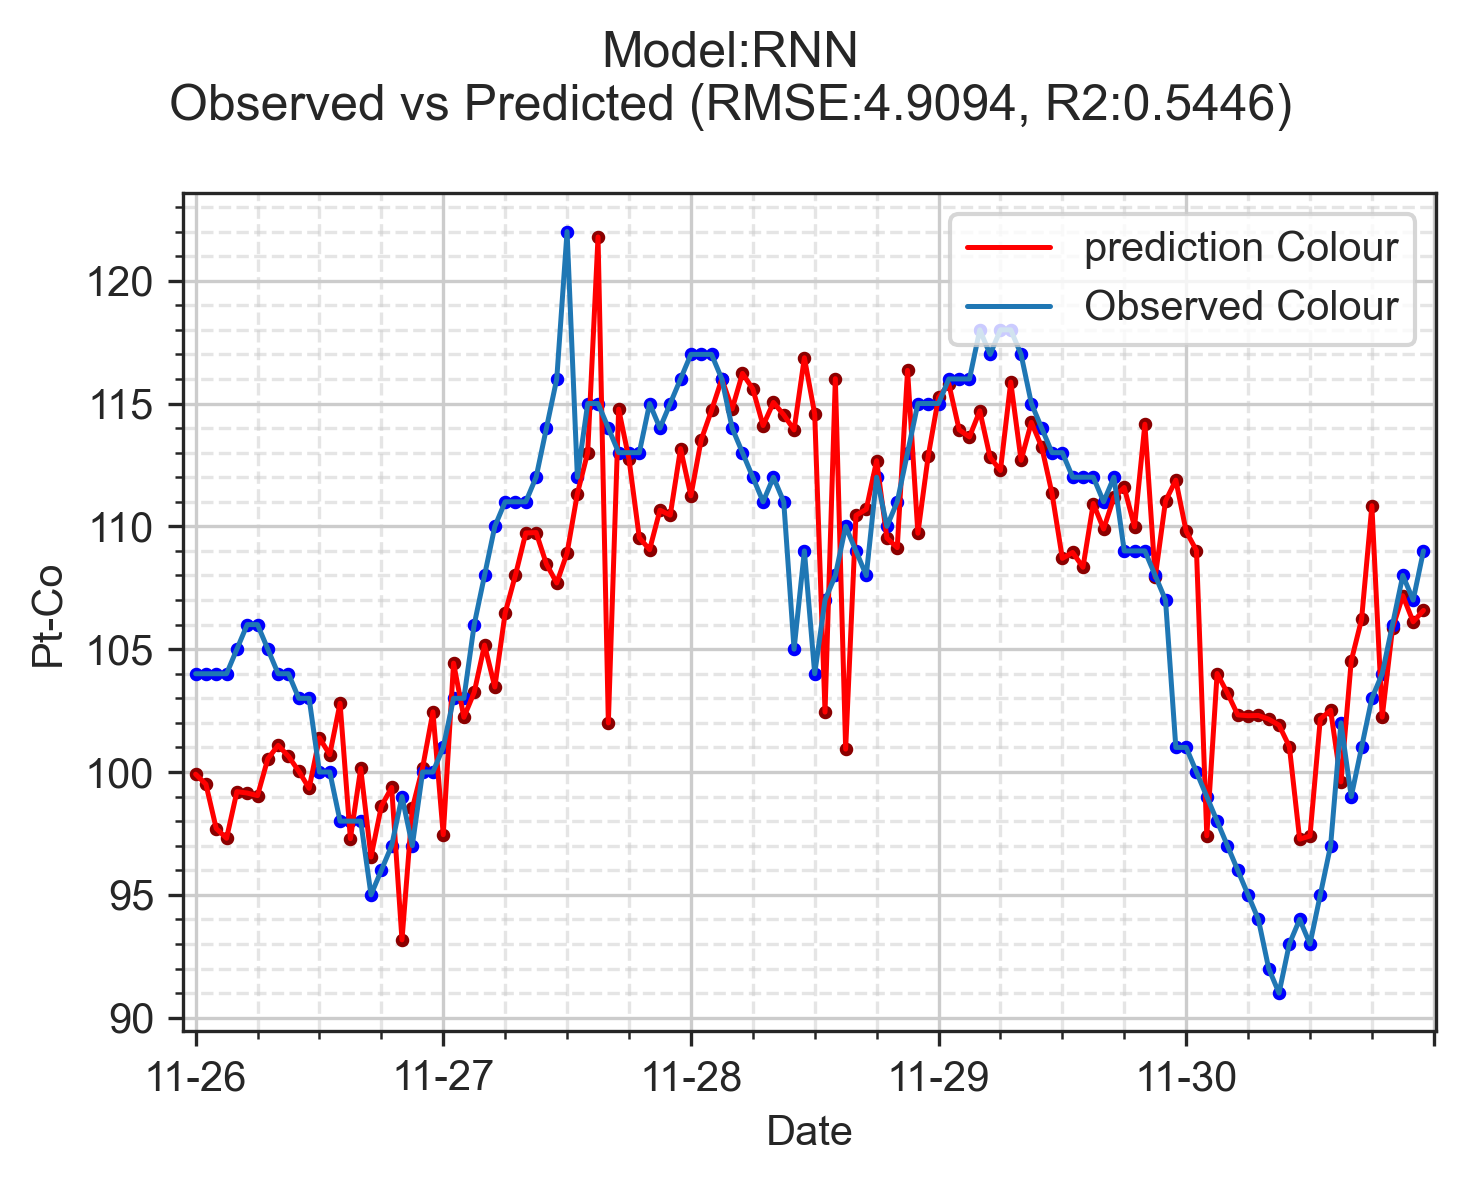 Model:RNN
Observed vs Predicted (RMSE:4.9094, R2:0.5446)
prediction Colour
Observed Colour
120
115
110
105
100
95
90
Pt-Co
11-26
11-27
11-28
11-29
11-30
Date